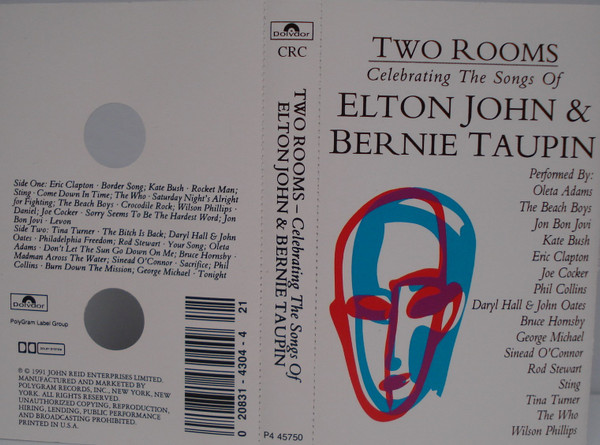 Side One: Eric Clapton · Border Song; Kate Bush · Rocket Man;
Sting · Come Down In Time; The Who · Saturday Night's Alright
for Fighting; The Beach Boys · Crocodile Rock; Wilson Phillips ·
Daniel; Joe Cocker · Sorry Seems To Be The Hardest Word; Jon
Bon Jovi · Levon
Side Two: Tina Turner · The Bitch Is Back; Daryl Hall & John
Oates · Philadelphia Freedom; Rod Stewart · Your Song; Oleta
Adams · Don't Let The Sun Go Down On Me; Bruce Hornsby ·
Madman Across The Water; Sinead O'Connor · Sacrifice; Phil
Collins · Burn Down The Mission; George Michael · Tonight
PolyDor
PolyGram Label Group
® © 1991 JOHN REID ENTERPRISES LIMITED.
MANUFACTURED AND MARKETED BY
POLYGRAM RECORDS, INC., NEW YORK, NEW
YORK. ALL RIGHTS RESERVED.
UNAUTHORIZED COPYING, REPRODUCTION,
HIRING, LENDING, PUBLIC PERFORMANCE
AND BROADCASTING PROHIBITED.
PRINTED IN U.S.A.
0 20831-4304-4 21
PolyDor
CRC
TWO ROOMS – Celebrating The Songs Of
ELTON JOHN & BERNIE TAUPIN
P4 45750
TWO ROOMS
Celebrating The Songs Of
ELTON JOHN &
BERNIE TAUPIN
Performed By:
Oleta Adams
The Beach Boys
Jon Bon Jovi
Kate Bush
Eric Clapton
Joe Cocker
Phil Collins
Daryl Hall & John Oates
Bruce Hornsby
George Michael
Sinead O'Connor
Rod Stewart
Sting
Tina Turner
The Who
Wilson Phillips